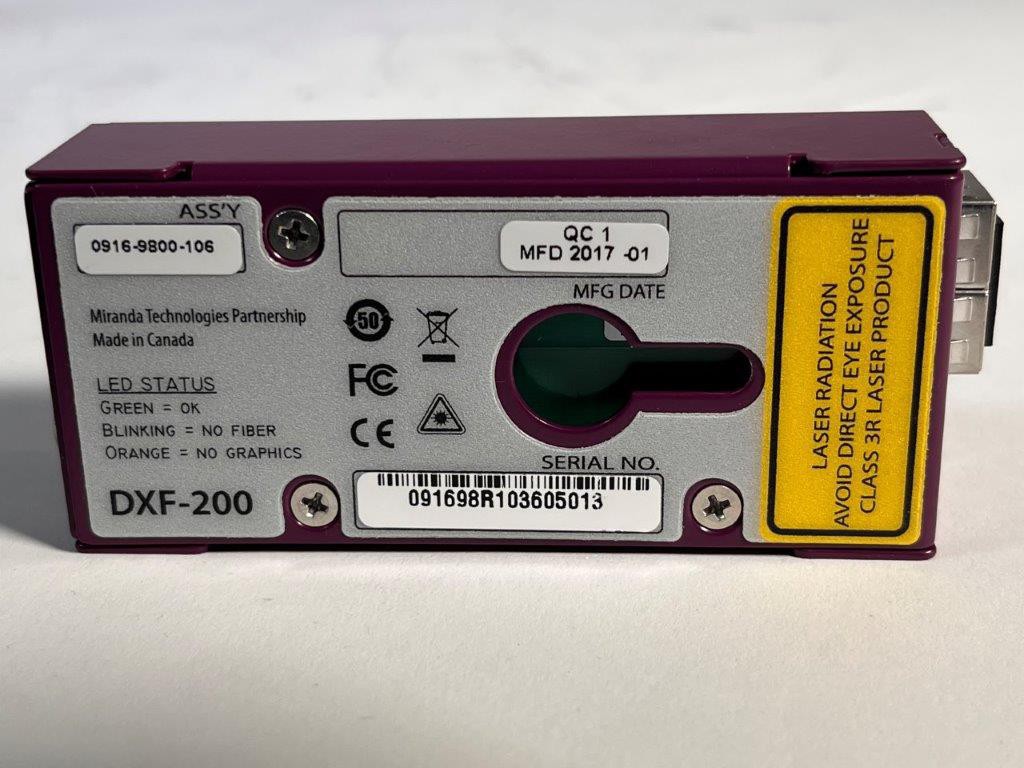 ASS'Y
0916-9800-106
QC 1
MFD 2017 -01
MFG DATE
Miranda Technologies Partnership
Made in Canada
50
FC
CE
LED STATUS
GREEN = OK
BLINKING = NO FIBER
ORANGE = NO GRAPHICS
DXF-200
SERIAL NO.
091698R103605013
LASER RADIATION
AVOID DIRECT EYE EXPOSURE
CLASS 3R LASER PRODUCT